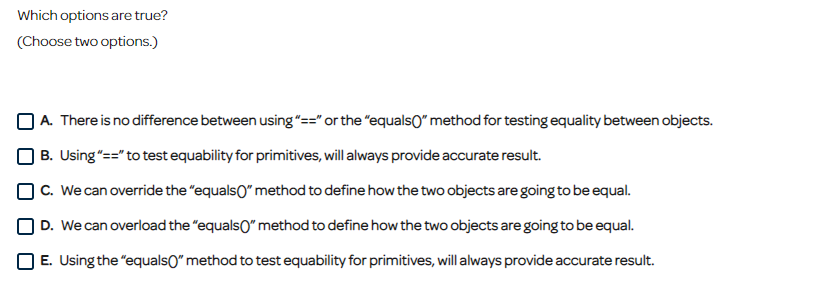 Which options are true?
(Choose two options.)
A. There is no difference between using "==" or the "equals()" method for testing equality between objects.
B. Using "==" to test equability for primitives, will always provide accurate result.
C. We can override the "equals()" method to define how the two objects are going to be equal.
D. We can overload the "equals()" method to define how the two objects are going to be equal.
E. Using the "equals()" method to test equability for primitives, will always provide accurate result.